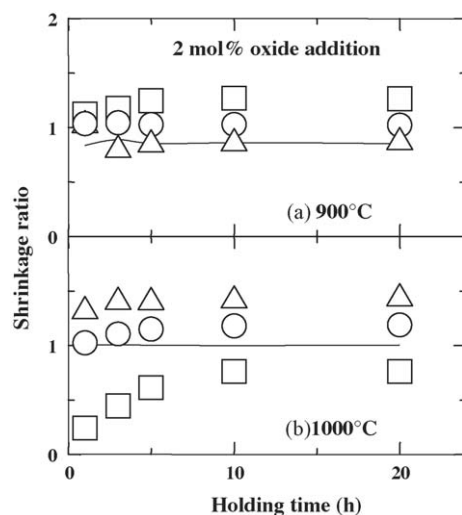 2
2 mol% oxide addition
1
(a) 900°C
0
Shrinkage ratio
1
(b)1000°C
0
0
10
20
Holding time (h)